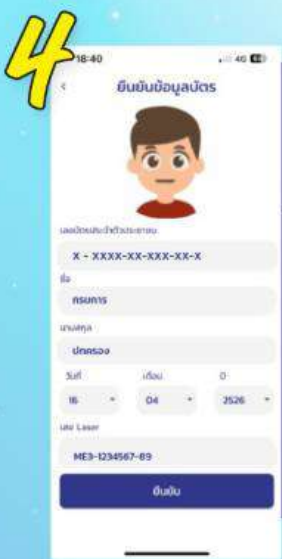 4
18:40
4G
ยืนยันข้อมูลบัตร
เลขบัตรประจำตัวประชาชน
X - XXXX-XX-XXX-XX-X
ชื่อ
กรมการ
นามสกุล
ปกครอง
วันที่ เดือน ปี
16 04 2526
เลข Laser
ME3-1234567-89
ยืนยัน